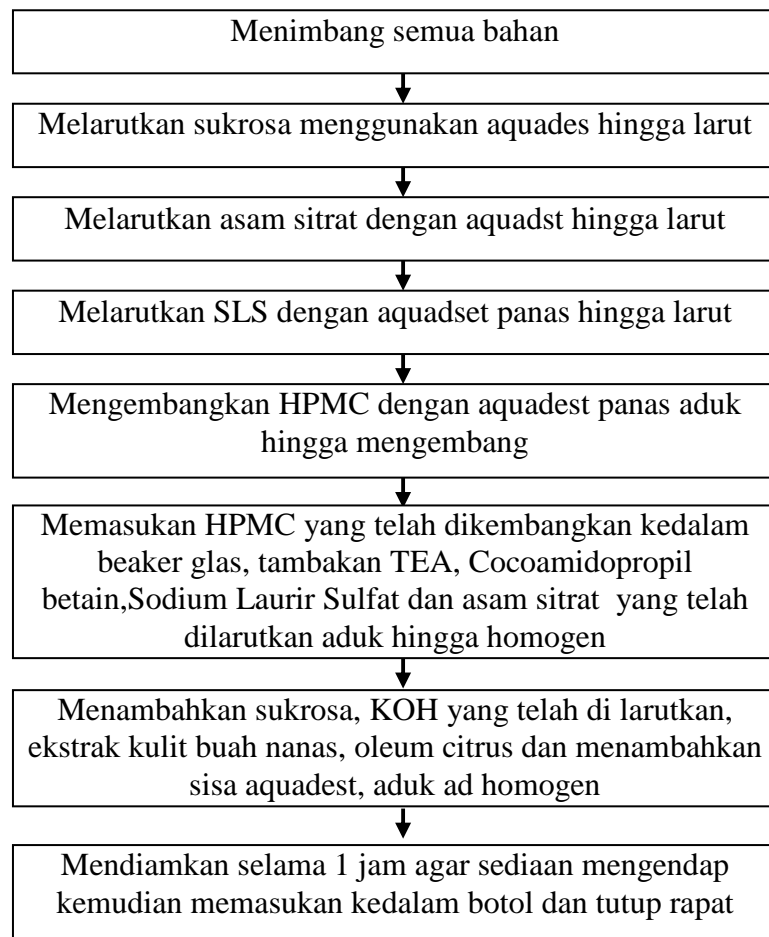 Menimbang semua bahan
Melarutkan sukrosa menggunakan aquades hingga larut
Melarutkan asam sitrat dengan aquadst hingga larut
Melarutkan SLS dengan aquadset panas hingga larut
Mengembangkan HPMC dengan aquadest panas aduk
hingga mengembang
Memasukan HPMC yang telah dikembangkan kedalam
beaker glas, tambakan TEA, Cocoamidopropil
betain,Sodium Laurir Sulfat dan asam sitrat yang telah
dilarutkan aduk hingga homogen
Menambahkan sukrosa, KOH yang telah di larutkan,
ekstrak kulit buah nanas, oleum citrus dan menambahkan
sisa aquadest, aduk ad homogen
Mendiamkan selama 1 jam agar sediaan mengendap
kemudian memasukan kedalam botol dan tutup rapat